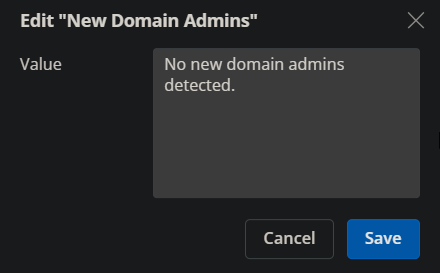 Edit "New Domain Admins"
Value
No new domain admins
detected.
Cancel
Save